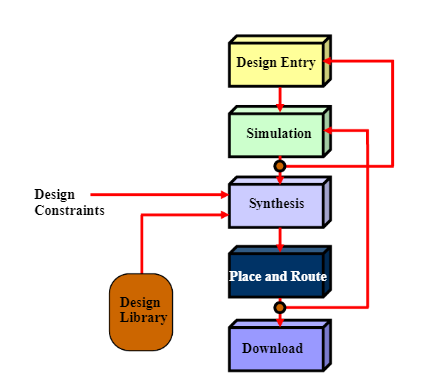 Design Entry
Simulation
Design
Constraints
Synthesis
Place and Route
Design
Library
Download